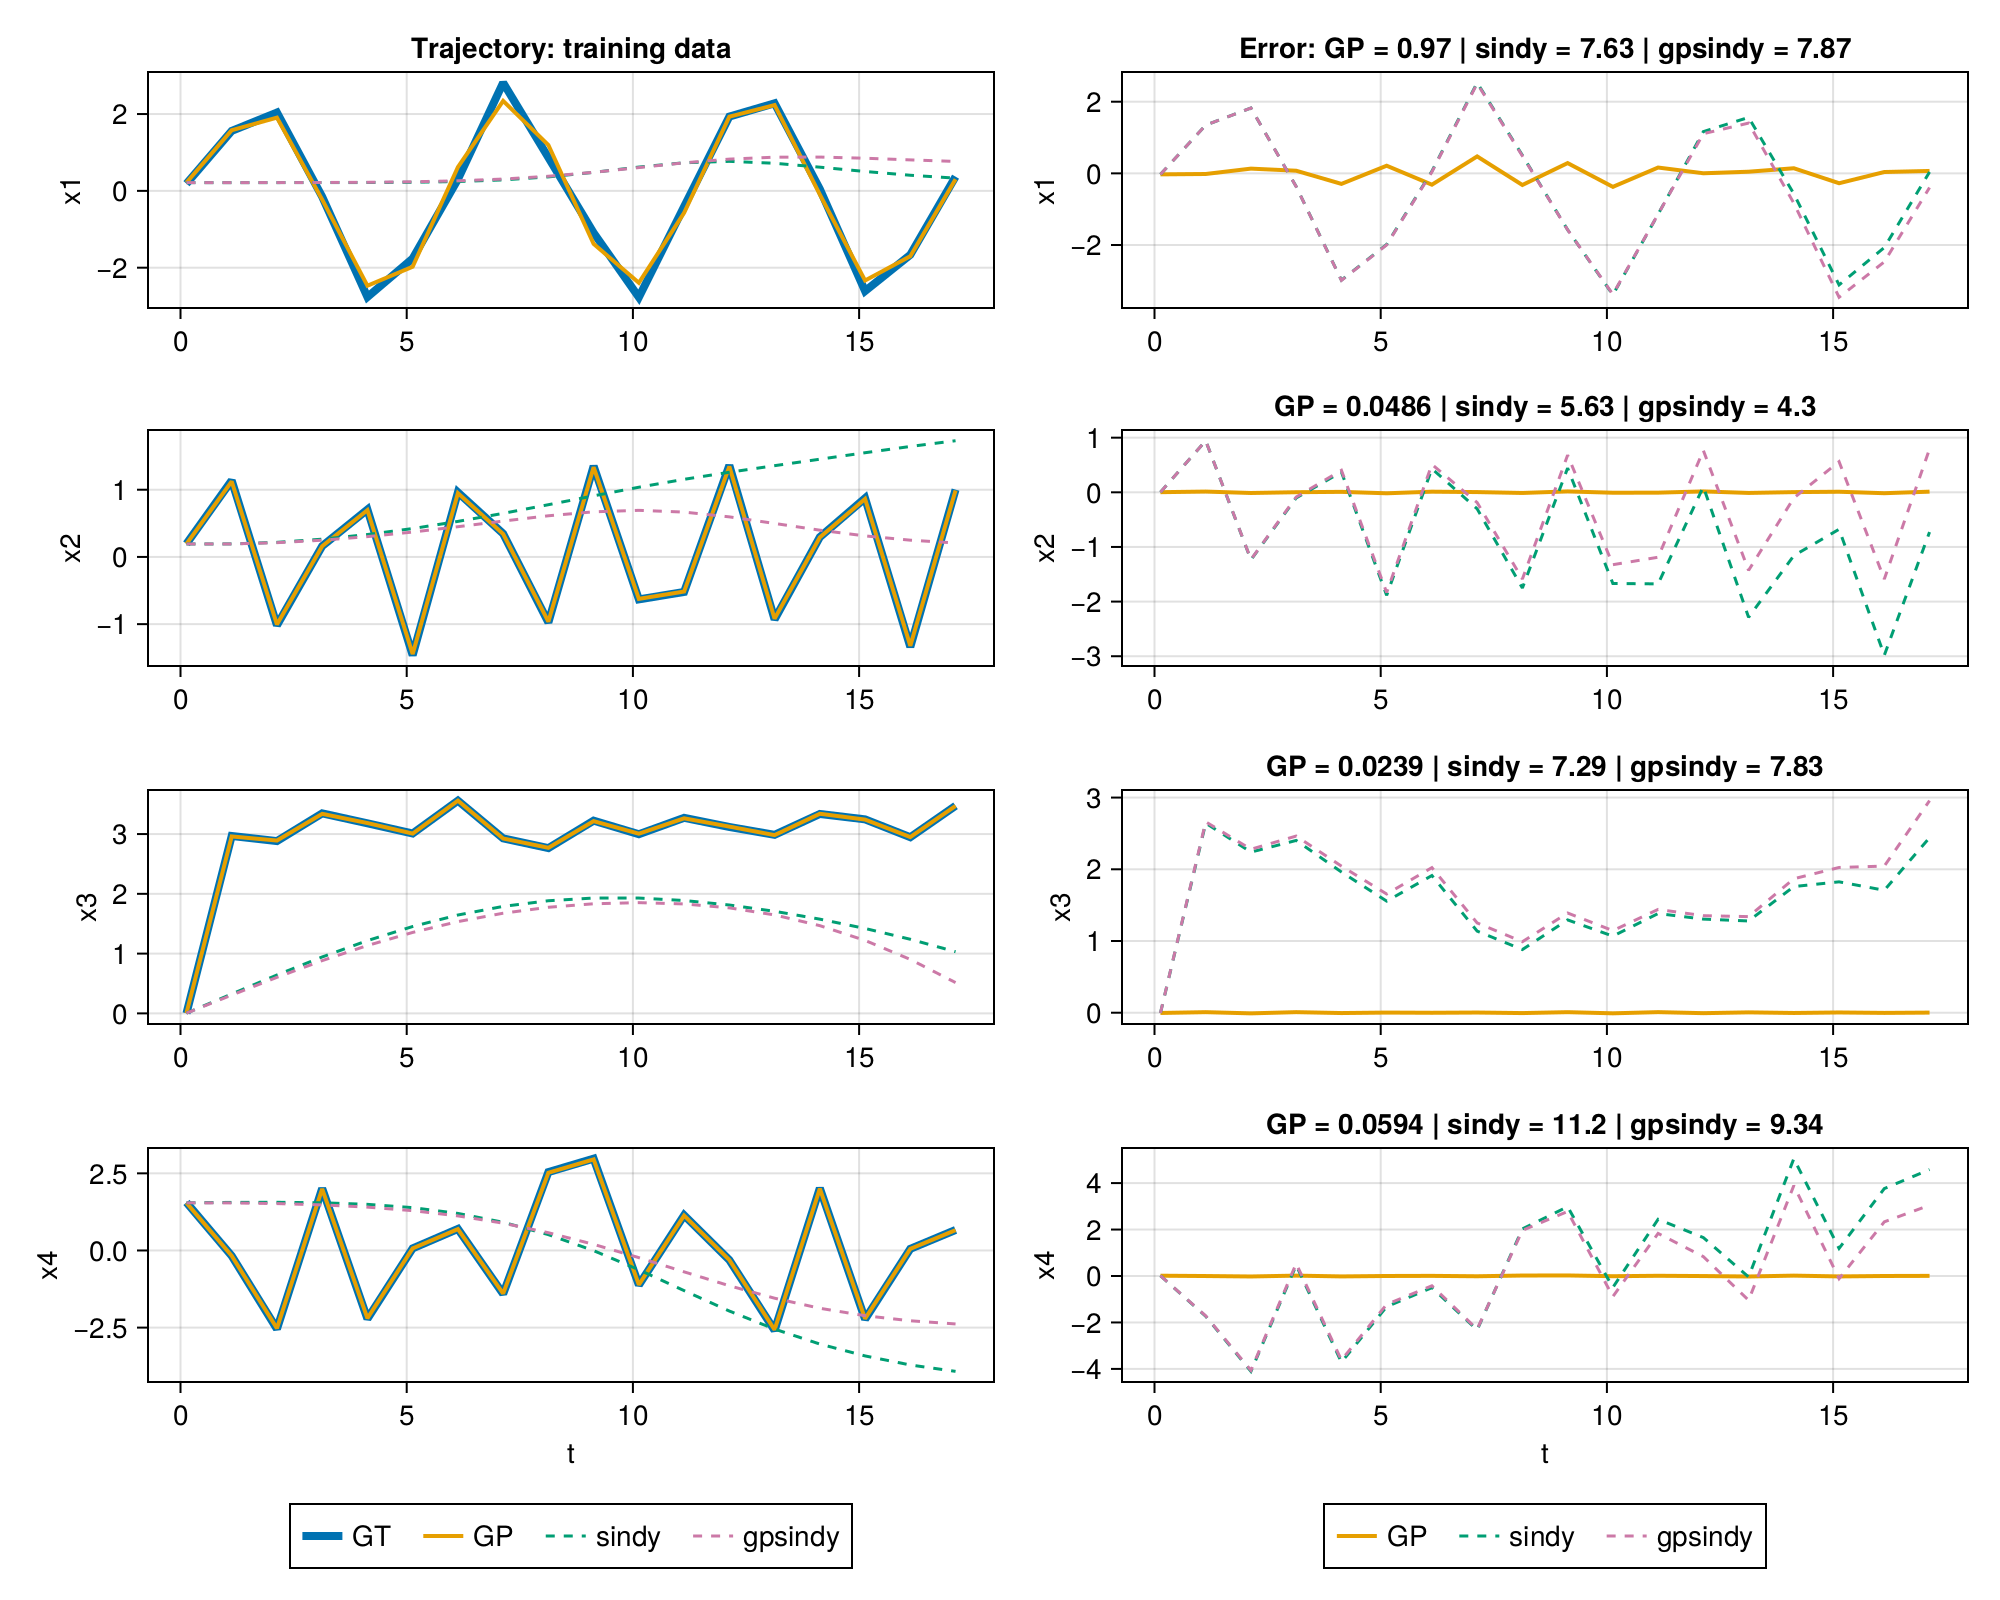 Trajectory: training data
x1
2
0
−2
0 5 10 15
Error: GP = 0.97 | sindy = 7.63 | gpsindy = 7.87
x1
2
0
−2
0 5 10 15
x2
1
0
−1
0 5 10 15
GP = 0.0486 | sindy = 5.63 | gpsindy = 4.3
x2
1
0
−1
−2
−3
0 5 10 15
x3
3
2
1
0
0 5 10 15
GP = 0.0239 | sindy = 7.29 | gpsindy = 7.83
x3
3
2
1
0
0 5 10 15
x4
2.5
0.0
−2.5
0 5 10 15
t
GP = 0.0594 | sindy = 11.2 | gpsindy = 9.34
x4
4
2
0
−2
−4
0 5 10 15
t
GT GP sindy gpsindy
GP sindy gpsindy